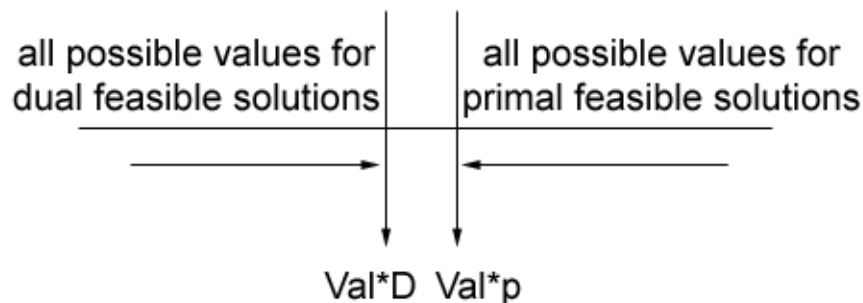 all possible values for
dual feasible solutions
all possible values for
primal feasible solutions
Val*D
Val*p